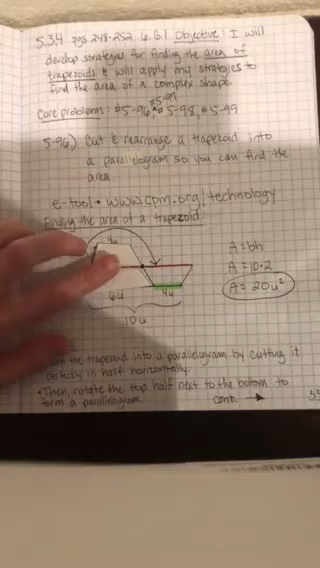 5.3.4 pgs 248-252 6.6.1 Objective: I will
develop strategies for finding the area of
trapezoids & will apply my strategies to
find the area of a complex shape.
Core problems: #5-96, #5-97, #5-98, #5-99
5-96.) Cut & rearrange a trapezoid into
a parallelogram so you can find the
area
e-tool • www.cpm.org/technology
Finding the area of a trapezoid.
4u
A = bh
A = 10·2
A = 20u²
6u 4u
10u
the trapezoid into a parallelogram by cutting it
perfectly in half horizontally.
• Then rotate the top half next to the bottom to
form a parallelogram. cont. →